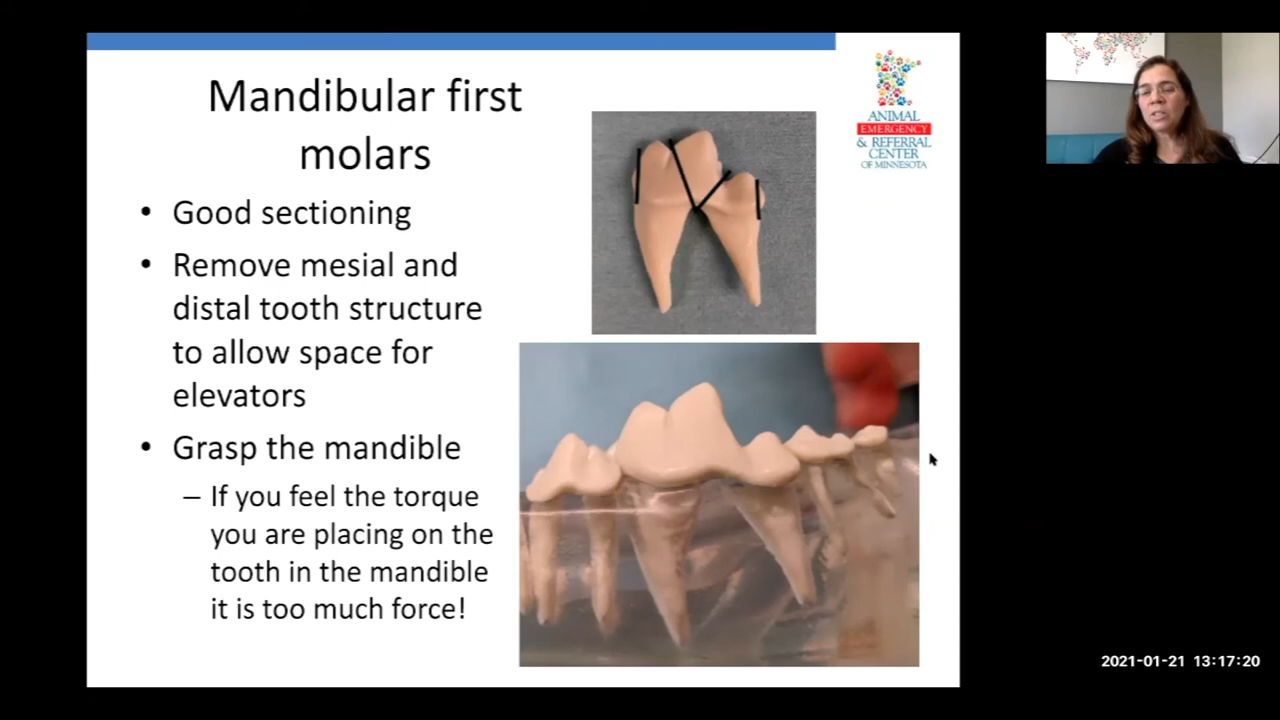 Mandibular first
molars
• Good sectioning
• Remove mesial and
distal tooth structure
to allow space for
elevators
• Grasp the mandible
– If you feel the torque
you are placing on the
tooth in the mandible
it is too much force!
ANIMAL
EMERGENCY
& REFERRAL
CENTER
OF MINNESOTA
2021-01-21 13:17:20